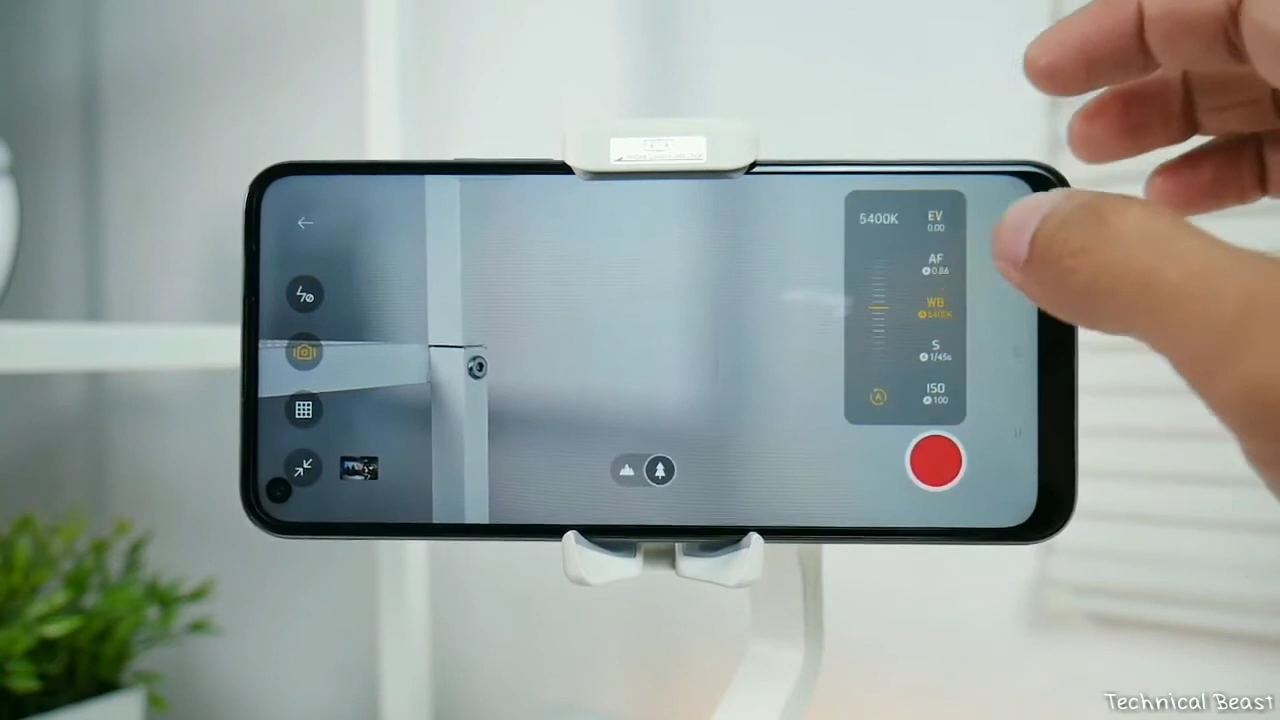 5400K
EV
0.00
AF
0.86
WB
5400K
S
1/45s
ISO
100
A
Technical Beast